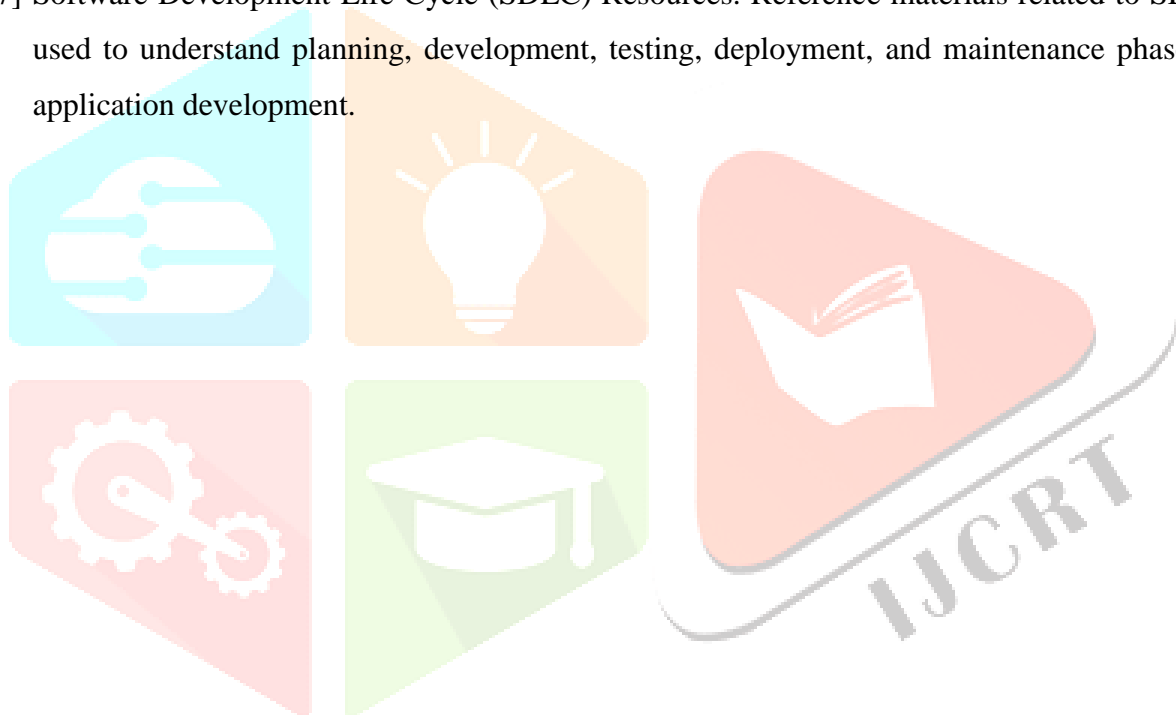 7] Software Development Life Cycle (SDLC) Resources. Reference materials related to
used to understand planning, development, testing, deployment, and maintenance
application development.
IJCRT